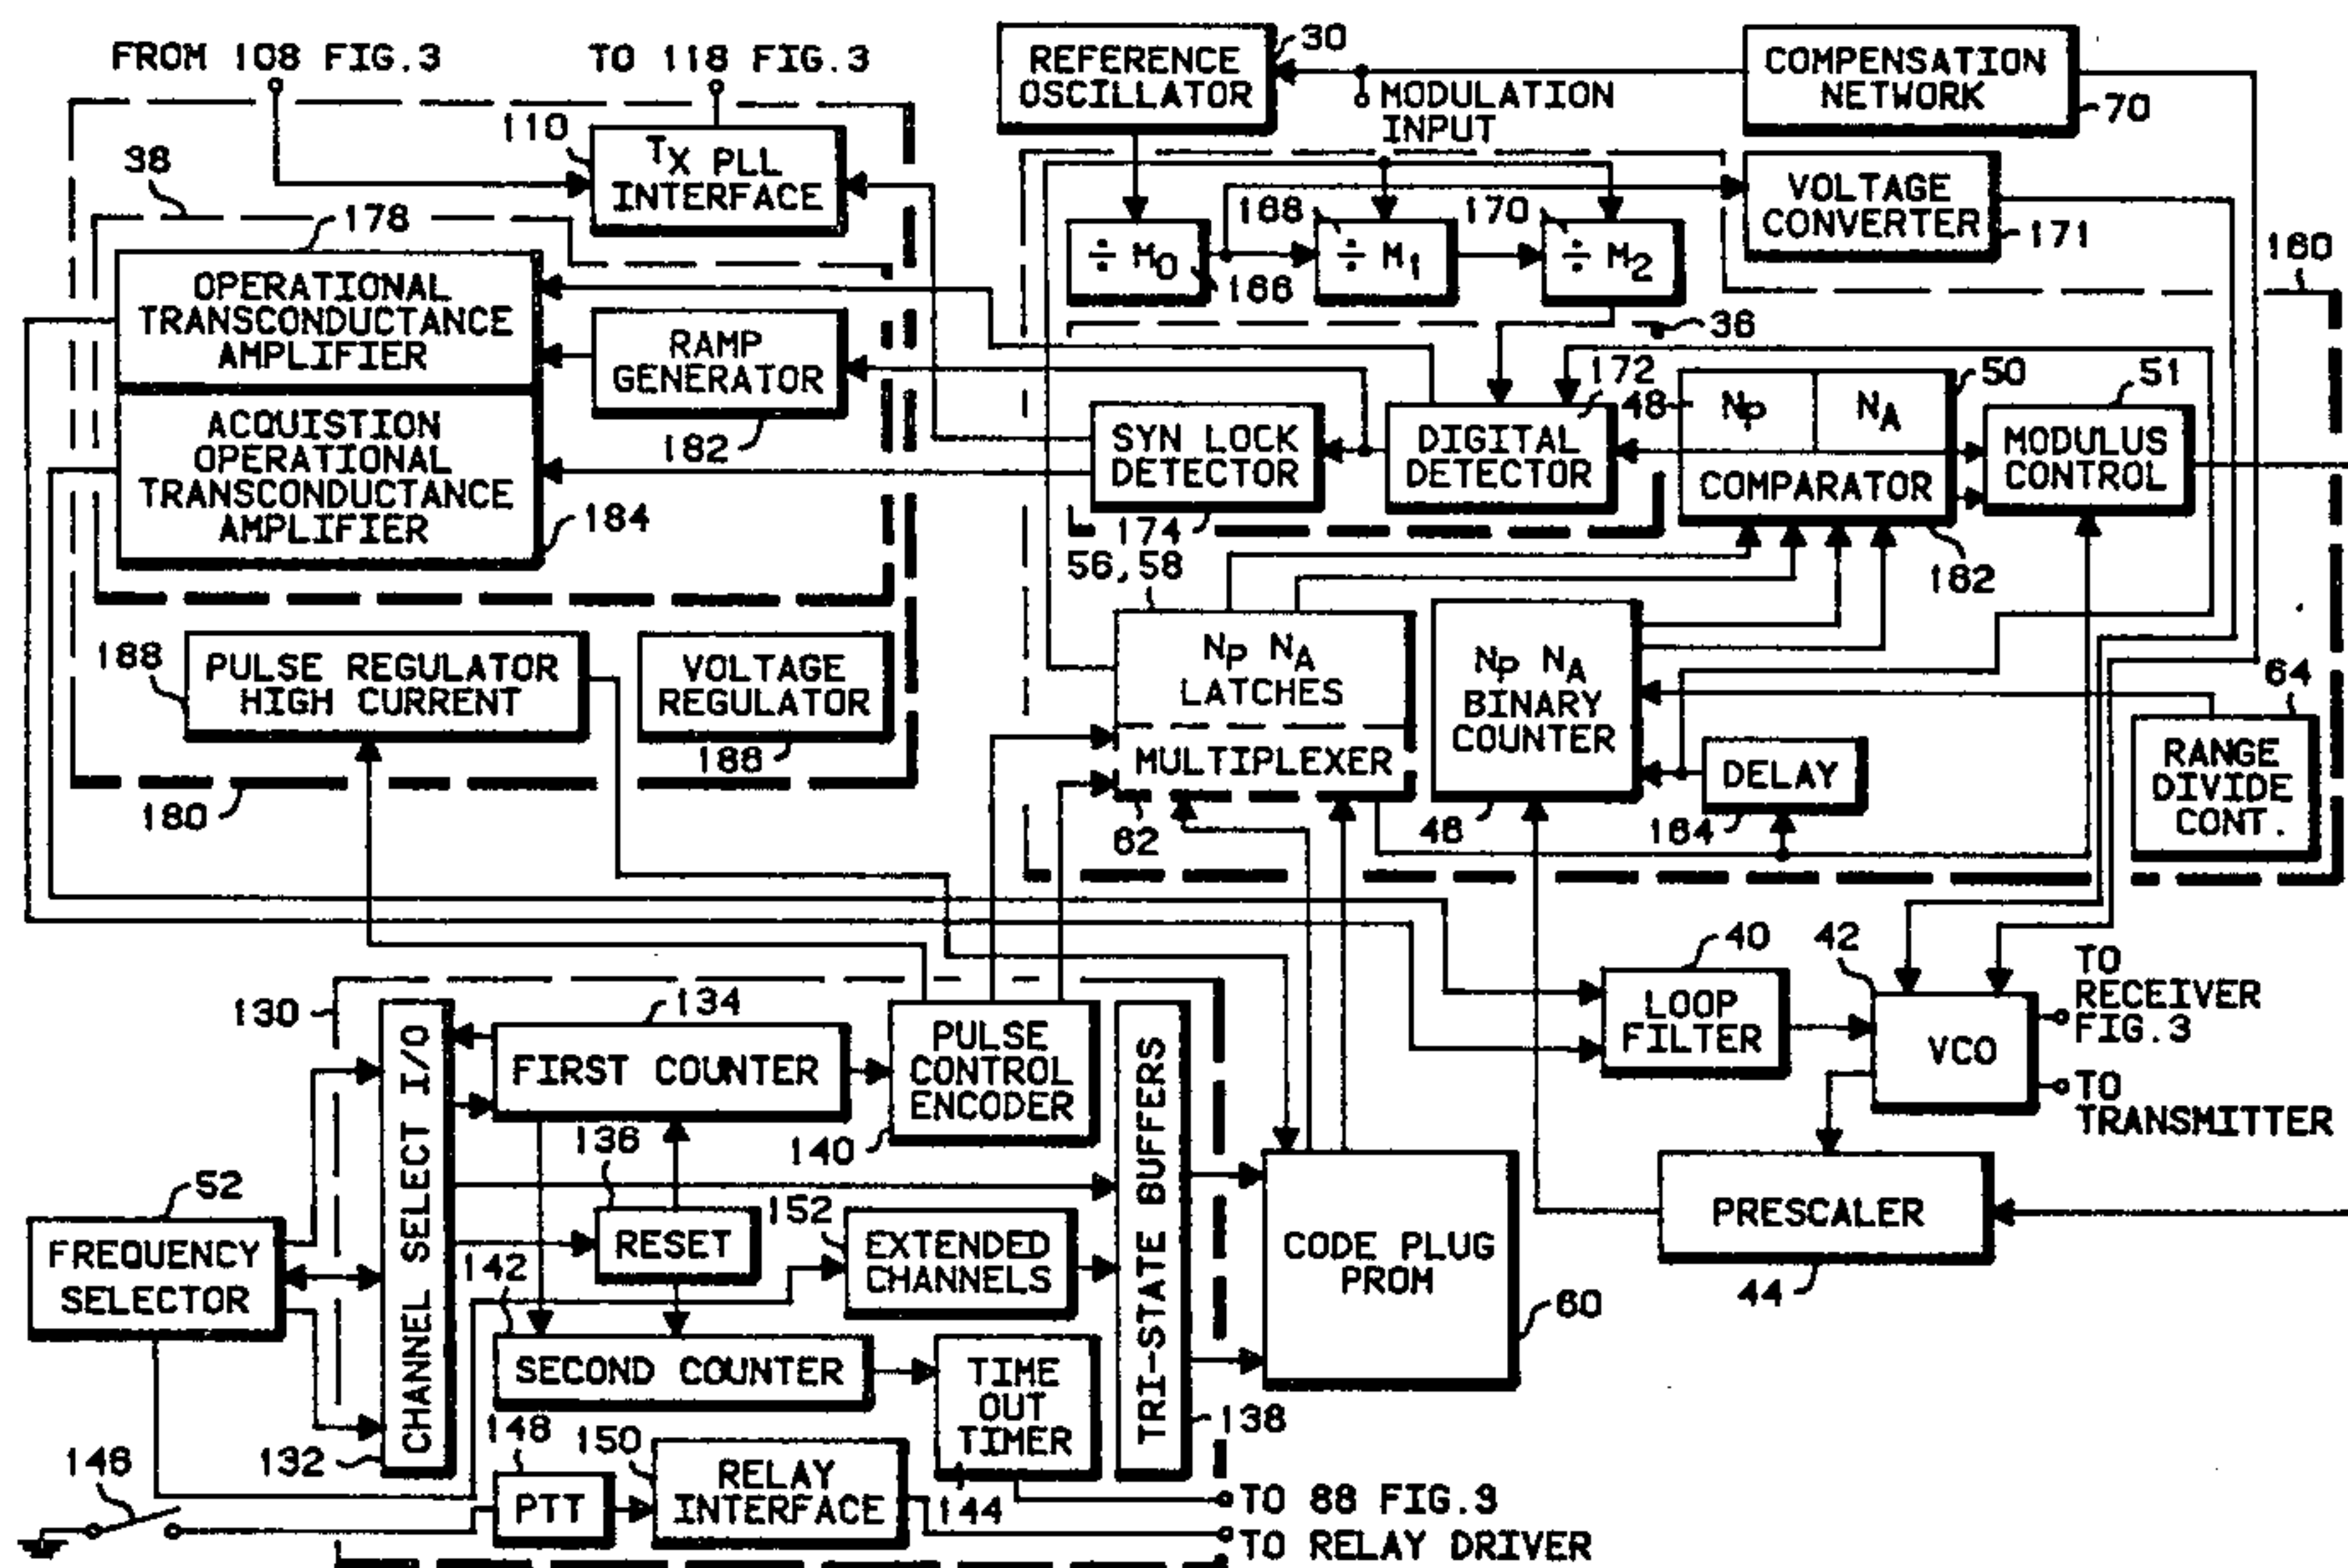 FROM 108 FIG.3
TO 118 FIG.3
REFERENCE
OSCILLATOR
30
MODULATION
INPUT
COMPENSATION
NETWORK
70
110
TX PLL
INTERFACE
38
178
OPERATIONAL
TRANSCONDUCTANCE
AMPLIFIER
RAMP
GENERATOR
182
ACQUISTION
OPERATIONAL
TRANSCONDUCTANCE
AMPLIFIER
184
÷ M0
166
168
÷ M1
170
÷ M2
VOLTAGE
CONVERTER
171
160
36
SYN LOCK
DETECTOR
174
DIGITAL
DETECTOR
172
48
NP
NA
COMPARATOR
50
162
51
MODULUS
CONTROL
56,58
NP NA
LATCHES
MULTIPLEXER
62
NP NA
BINARY
COUNTER
46
DELAY
164
64
RANGE
DIVIDE
CONT.
188
PULSE REGULATOR
HIGH CURRENT
VOLTAGE
REGULATOR
188
180
130
CHANNEL SELECT I/O
132
134
FIRST COUNTER
PULSE
CONTROL
ENCODER
140
136
RESET
152
EXTENDED
CHANNELS
142
SECOND COUNTER
TIME
OUT
TIMER
144
TRI-STATE BUFFERS
138
52
FREQUENCY
SELECTOR
146
148
PTT
150
RELAY
INTERFACE
TO 88 FIG.3
TO RELAY DRIVER
CODE PLUG
PROM
60
40
LOOP
FILTER
42
VCO
TO
RECEIVER
FIG.3
TO
TRANSMITTER
PRESCALER
44